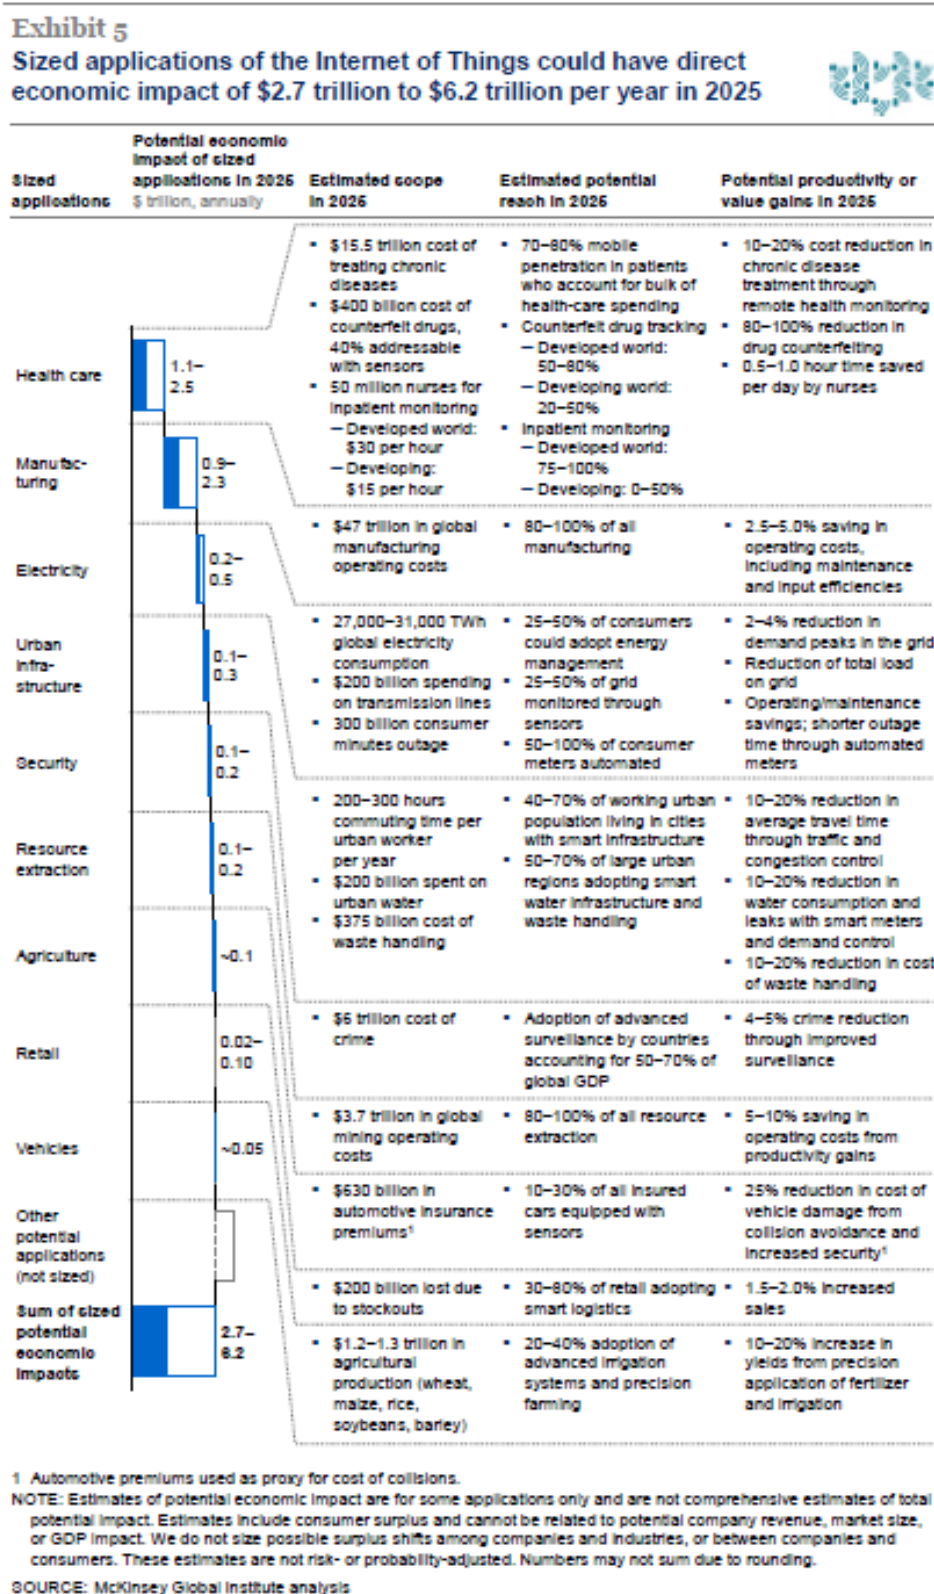 Exhibit 5
Sized applications of the Internet of Things could have direct
economic impact of $2.7 trillion to $6.2 trillion per year in 2025
Sized
applications
Potential economic
impact of sized
applications in 2025
$ trillion, annually
Estimated scope
in 2025
Estimated potential
reach in 2025
Potential productivity or
value gains in 2025
Health care
1.1–
2.5
Manufac-
turing
0.9–
2.3
Electricity
0.2–
0.5
Urban
infra-
structure
0.1–
0.3
Security
0.1–
0.2
Resource
extraction
0.1–
0.2
Agriculture
~0.1
Retail
0.02–
0.10
Vehicles
~0.05
Other
potential
applications
(not sized)
Sum of sized
potential
economic
impacts
2.7–
6.2
▪ $15.5 trillion cost of
treating chronic
diseases
▪ $400 billion cost of
counterfeit drugs,
40% addressable
with sensors
▪ 50 million nurses for
inpatient monitoring
– Developed world:
$30 per hour
– Developing:
$15 per hour
▪ 70–80% mobile
penetration in patients
who account for bulk of
health-care spending
▪ Counterfeit drug tracking
– Developed world:
50–80%
– Developing world:
20–50%
▪ Inpatient monitoring
– Developed world:
75–100%
– Developing: 0–50%
▪ 10–20% cost reduction in
chronic disease
treatment through
remote health monitoring
▪ 80–100% reduction in
drug counterfeiting
▪ 0.5–1.0 hour time saved
per day by nurses
▪ $47 trillion in global
manufacturing
operating costs
▪ 80–100% of all
manufacturing
▪ 2.5–5.0% saving in
operating costs,
including maintenance
and input efficiencies
▪ 27,000–31,000 TWh
global electricity
consumption
▪ $200 billion spending
on transmission lines
▪ 300 billion consumer
minutes outage
▪ 25–50% of consumers
could adopt energy
management
▪ 25–50% of grid
monitored through
sensors
▪ 50–100% of consumer
meters automated
▪ 2–4% reduction in
demand peaks in the grid
▪ Reduction of total load
on grid
▪ Operating/maintenance
savings; shorter outage
time through automated
meters
▪ 200–300 hours
commuting time per
urban worker
per year
▪ $200 billion spent on
urban water
▪ $375 billion cost of
waste handling
▪ 40–70% of working urban
population living in cities
with smart infrastructure
▪ 50–70% of large urban
regions adopting smart
water infrastructure and
waste handling
▪ 10–20% reduction in
average travel time
through traffic and
congestion control
▪ 10–20% reduction in
water consumption and
leaks with smart meters
and demand control
▪ 10–20% reduction in cost
of waste handling
▪ $6 trillion cost of
crime
▪ Adoption of advanced
surveillance by countries
accounting for 50–70% of
global GDP
▪ 4–5% crime reduction
through improved
surveillance
▪ $3.7 trillion in global
mining operating
costs
▪ 80–100% of all resource
extraction
▪ 5–10% saving in
operating costs from
productivity gains
▪ $630 billion in
automotive insurance
premiums¹
▪ 10–30% of all insured
cars equipped with
sensors
▪ 25% reduction in cost of
vehicle damage from
collision avoidance and
increased security¹
▪ $200 billion lost due
to stockouts
▪ 30–80% of retail adopting
smart logistics
▪ 1.5–2.0% increased
sales
▪ $1.2–1.3 trillion in
agricultural
production (wheat,
maize, rice,
soybeans, barley)
▪ 20–40% adoption of
advanced irrigation
systems and precision
farming
▪ 10–20% increase in
yields from precision
application of fertilizer
and irrigation
1 Automotive premiums used as proxy for cost of collisions.
NOTE: Estimates of potential economic impact are for some applications only and are not comprehensive estimates of total
potential impact. Estimates include consumer surplus and cannot be related to potential company revenue, market size,
or GDP impact. We do not size possible surplus shifts among companies and industries, or between companies and
consumers. These estimates are not risk- or probability-adjusted. Numbers may not sum due to rounding.
SOURCE: McKinsey Global Institute analysis